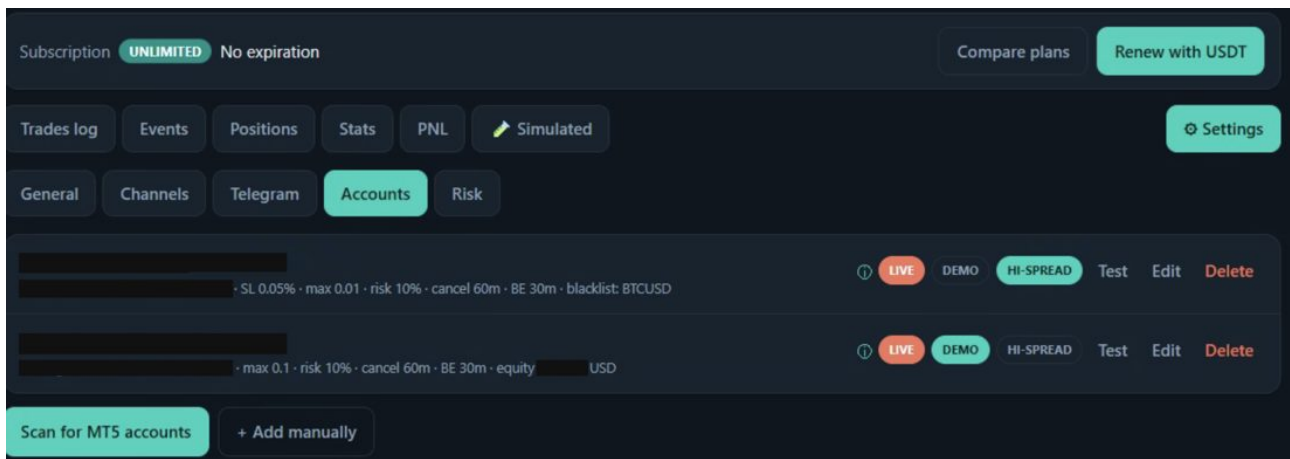 Subscription UNLIMITED No expiration Compare plans Renew with USDT
Trades log Events Positions Stats PNL Simulated Settings
General Channels Telegram Accounts Risk
LIVE DEMO HI-SPREAD Test Edit Delete
· SL 0.05% · max 0.01 · risk 10% · cancel 60m · BE 30m · blacklist: BTCUSD
LIVE DEMO HI-SPREAD Test Edit Delete
· max 0.1 · risk 10% · cancel 60m · BE 30m · equity USD
Scan for MT5 accounts + Add manually